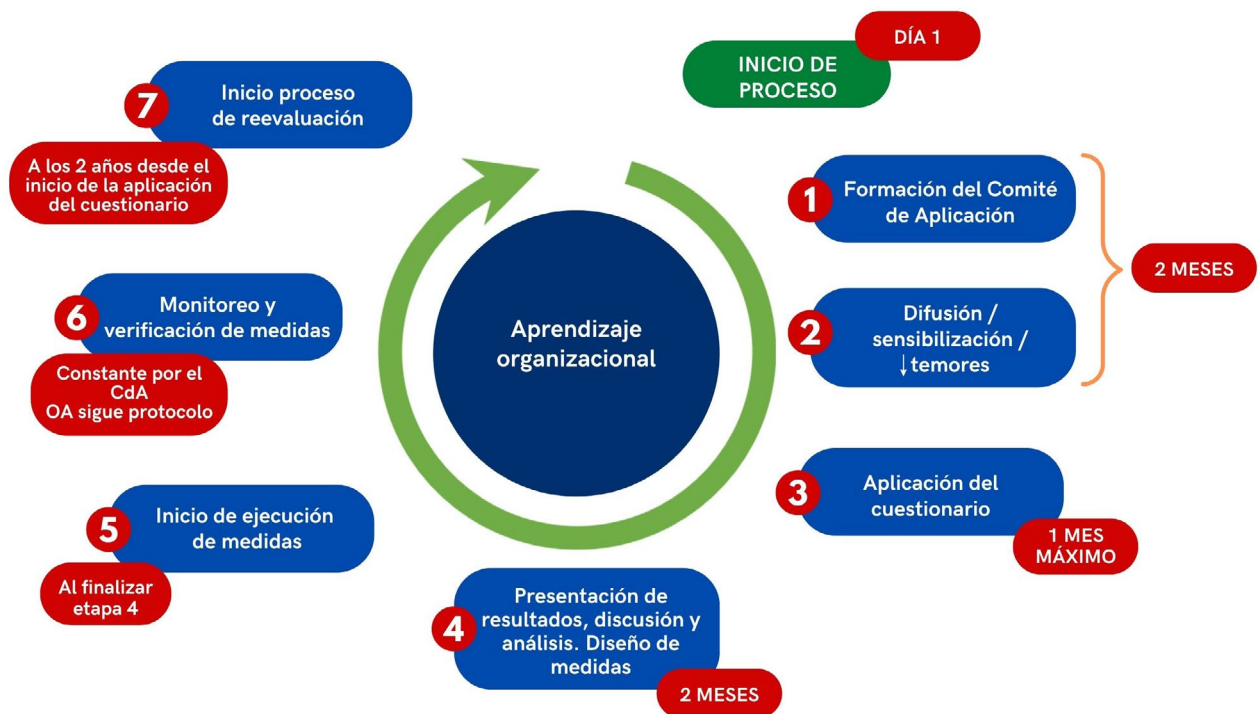 DÍA 1
INICIO DE
PROCESO
1
Formación del Comité
de Aplicación
2 MESES
2
Difusión /
sensibilización /
↓temores
3
Aplicación del
cuestionario
1 MES
MÁXIMO
4
Presentación de
resultados, discusión y
análisis. Diseño de
medidas
2 MESES
5
Inicio de ejecución
de medidas
Al finalizar
etapa 4
6
Monitoreo y
verificación de medidas
Constante por el
CdA
OA sigue protocolo
7
Inicio proceso
de reevaluación
A los 2 años desde el
inicio de la aplicación
del cuestionario
Aprendizaje
organizacional